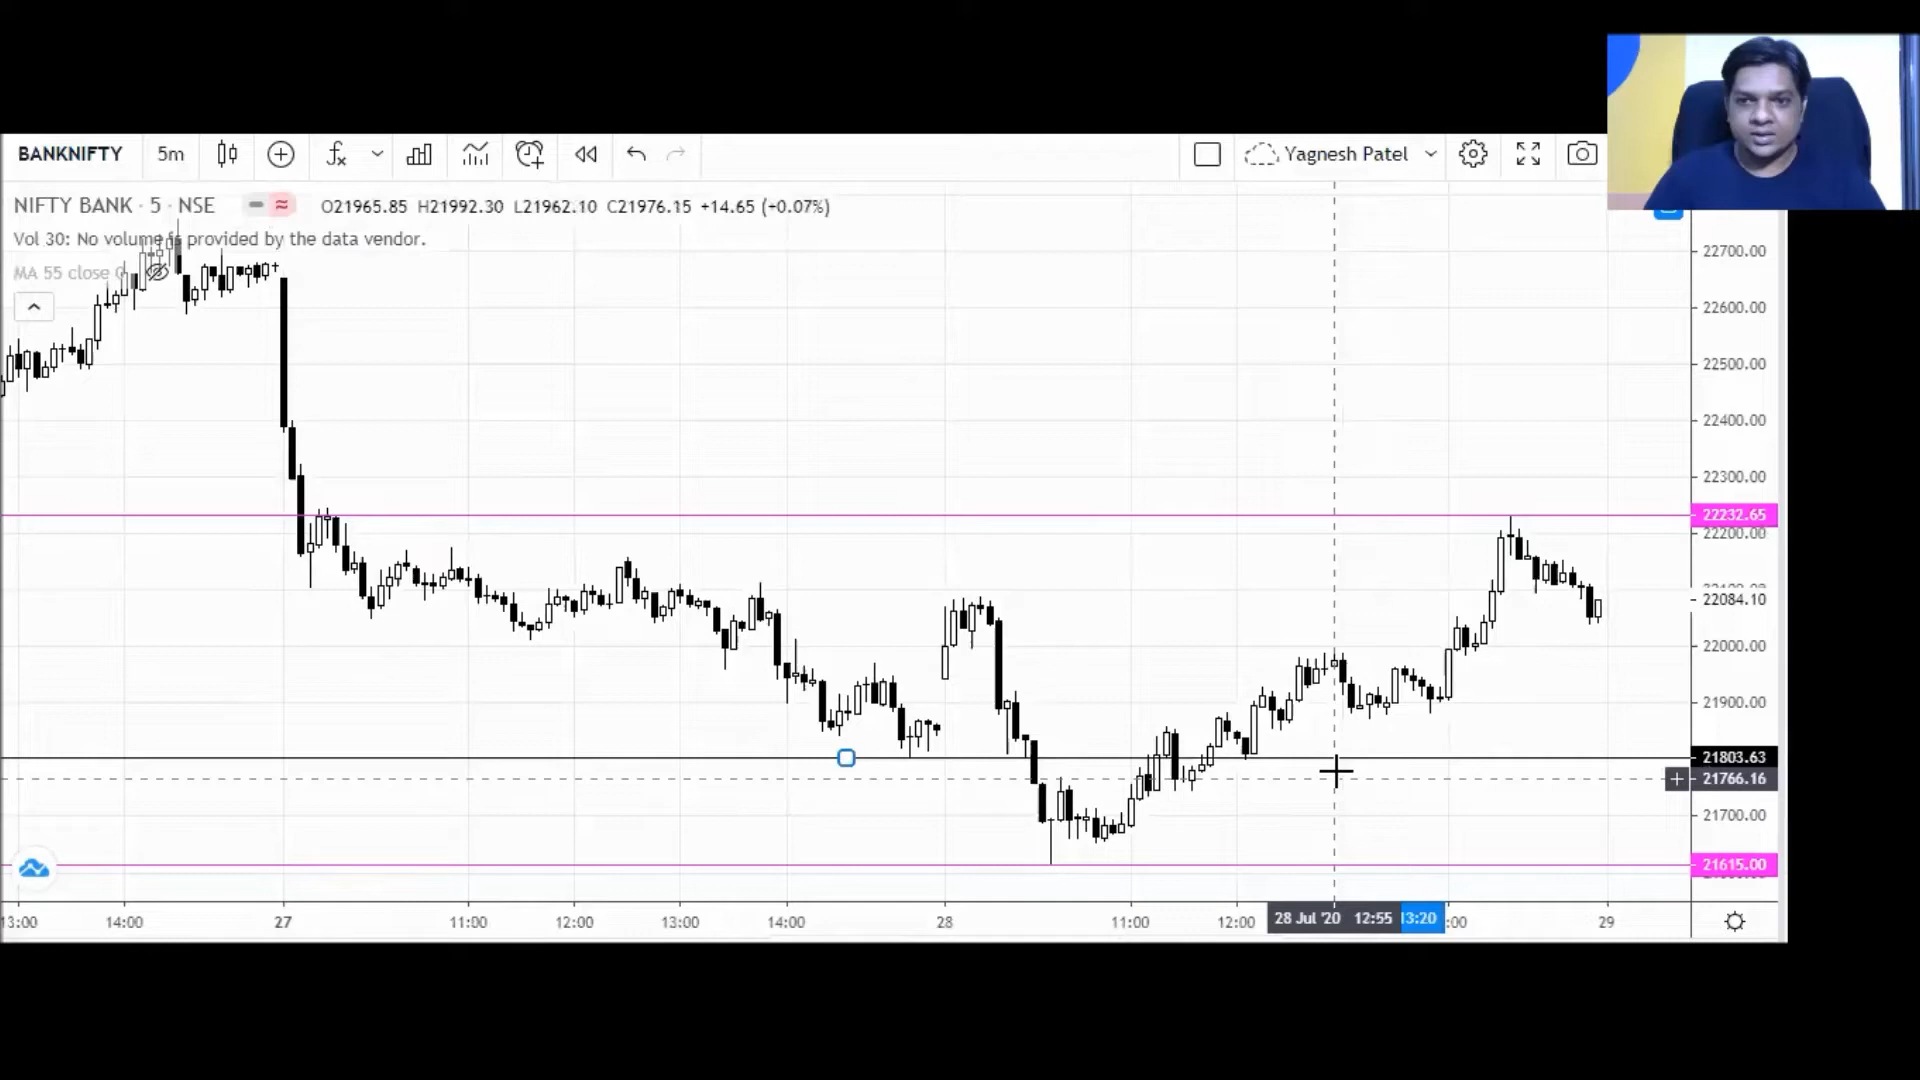 BANKNIFTY 5m Yagnesh Patel
NIFTY BANK · 5 · NSE O21965.85 H21992.30 L21962.10 C21976.15 +14.65 (+0.07%)
Vol 30: No volume is provided by the data vendor.
MA 55 close 0
22700.00
22600.00
22500.00
22400.00
22300.00
22232.65
22200.00
22084.10
22000.00
21900.00
21803.63
21766.16
21700.00
21615.00
13:00 14:00 27 11:00 12:00 13:00 14:00 28 11:00 12:00 28 Jul '20 12:55 13:20 :00 29